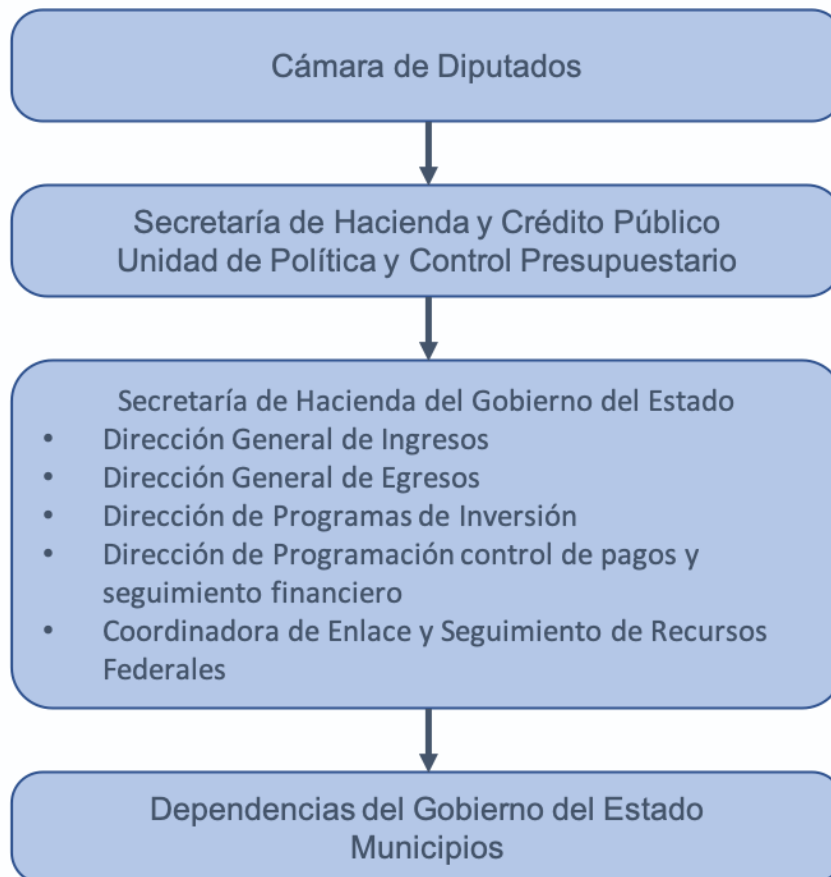 Cámara de Diputados
Secretaría de Hacienda y Crédito Público
Unidad de Política y Control Presupuestario
Secretaría de Hacienda del Gobierno del Estado
• Dirección General de Ingresos
• Dirección General de Egresos
• Dirección de Programas de Inversión
• Dirección de Programación control de pagos y
seguimiento financiero
• Coordinadora de Enlace y Seguimiento de Recursos
Federales
Dependencias del Gobierno del Estado
Municipios